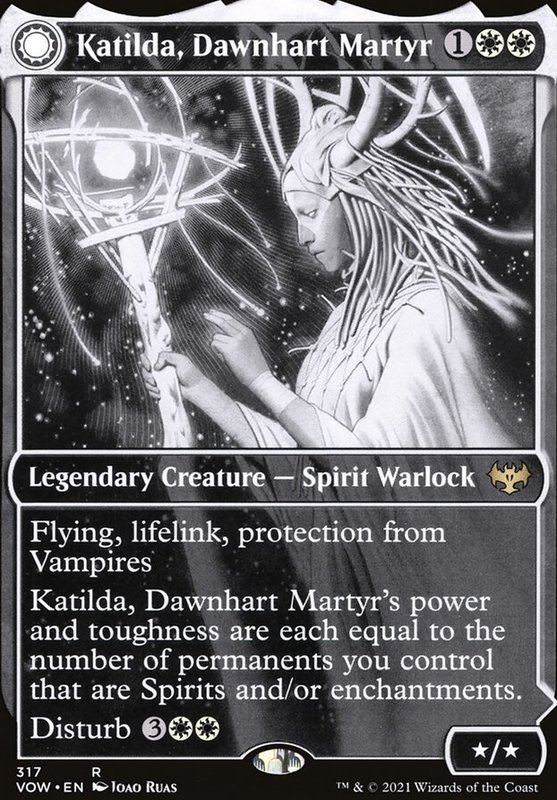 Katilda, Dawnhart Martyr 1
Legendary Creature — Spirit Warlock
Flying, lifelink, protection from
Vampires
Katilda, Dawnhart Martyr's power
and toughness are each equal to the
number of permanents you control
that are Spirits and/or enchantments.
Disturb 3
★/★
317 R
VOW • EN JOAO RUAS
™ & © 2021 Wizards of the Coast